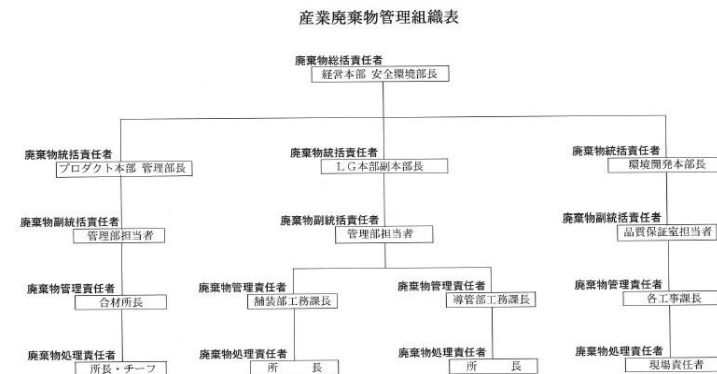 産業廃棄物管理組織表
廃棄物総括責任者
経営本部 安全環境部長
廃棄物統括責任者
プロダクト本部 管理部長
廃棄物統括責任者
LG本部副本部長
廃棄物統括責任者
環境開発本部長
廃棄物副統括責任者
管理部担当者
廃棄物副統括責任者
管理部担当者
廃棄物副統括責任者
品質保証室担当者
廃棄物管理責任者
合材所長
廃棄物管理責任者
舗装部工務課長
廃棄物管理責任者
導管部工務課長
廃棄物管理責任者
各工事課長
廃棄物処理責任者
所長・チーフ
廃棄物処理責任者
所 長
廃棄物処理責任者
所 長
廃棄物処理責任者
現場責任者